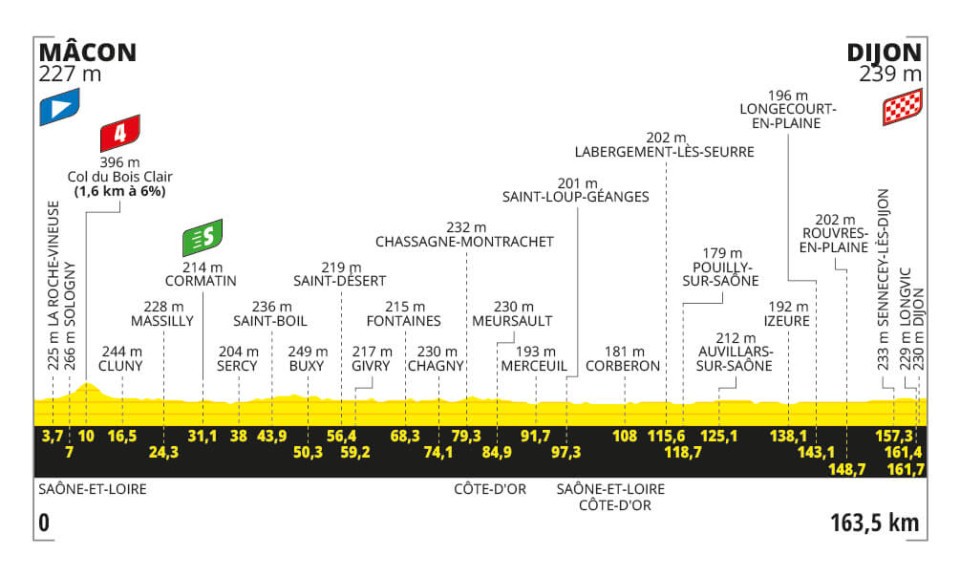 MÂCON
227 m
DIJON
239 m
4
396 m
Col du Bois Clair
(1,6 km à 6%)
S
225 m LA ROCHE-VINEUSE
266 m SOLOGNY
244 m
CLUNY
228 m
MASSILLY
214 m
CORMATIN
204 m
SERCY
236 m
SAINT-BOIL
249 m
BUXY
219 m
SAINT-DÉSERT
217 m
GIVRY
215 m
FONTAINES
230 m
CHAGNY
232 m
CHASSAGNE-MONTRACHET
230 m
MEURSAULT
193 m
MERCEUIL
201 m
SAINT-LOUP-GÉANGES
181 m
CORBERON
202 m
LABERGEMENT-LÈS-SEURRE
179 m
POUILLY-
SUR-SAÔNE
212 m
AUVILLARS-
SUR-SAÔNE
196 m
LONGECOURT-
EN-PLAINE
192 m
IZEURE
202 m
ROUVRES-
EN-PLAINE
233 m SENNECEY-LÈS-DIJON
229 m LONGVIC
230 m DIJON
3,7 10 16,5 31,1 38 43,9 56,4 68,3 79,3 91,7 108 115,6 125,1 138,1 157,3
7 24,3 50,3 59,2 74,1 84,9 97,3 118,7 143,1 161,4
148,7 161,7
SAÔNE-ET-LOIRE CÔTE-D'OR SAÔNE-ET-LOIRE
CÔTE-D'OR
0 163,5 km